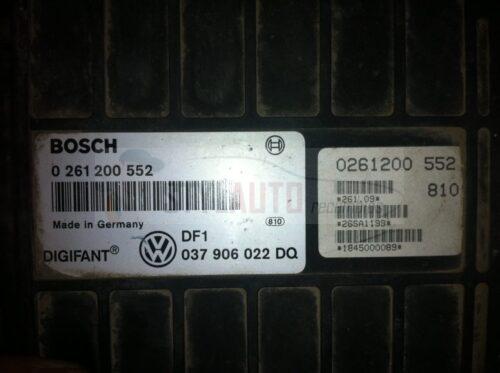 BOSCH
0 261 200 552
Made in Germany
810
DIGIFANT®
DF1
037 906 022 DQ
0261200 552
810
*261.09*
*26SA1199*
*1845000089*